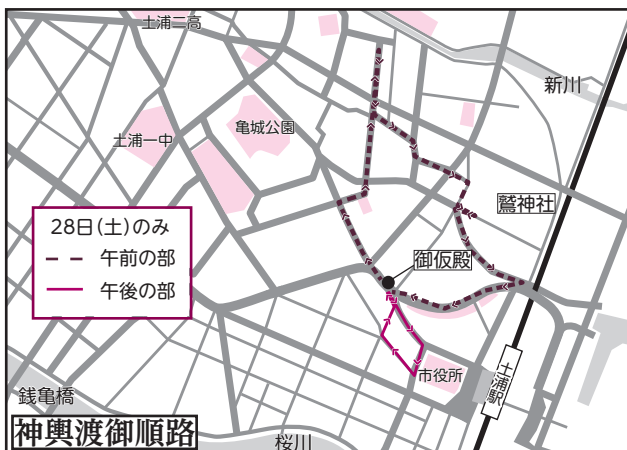 土浦二高
新川
亀城公園
土浦一中
鷲神社
28日(土)のみ
午前の部
午後の部
御仮殿
市役所
土浦駅
銭亀橋
神輿渡御順路
桜川